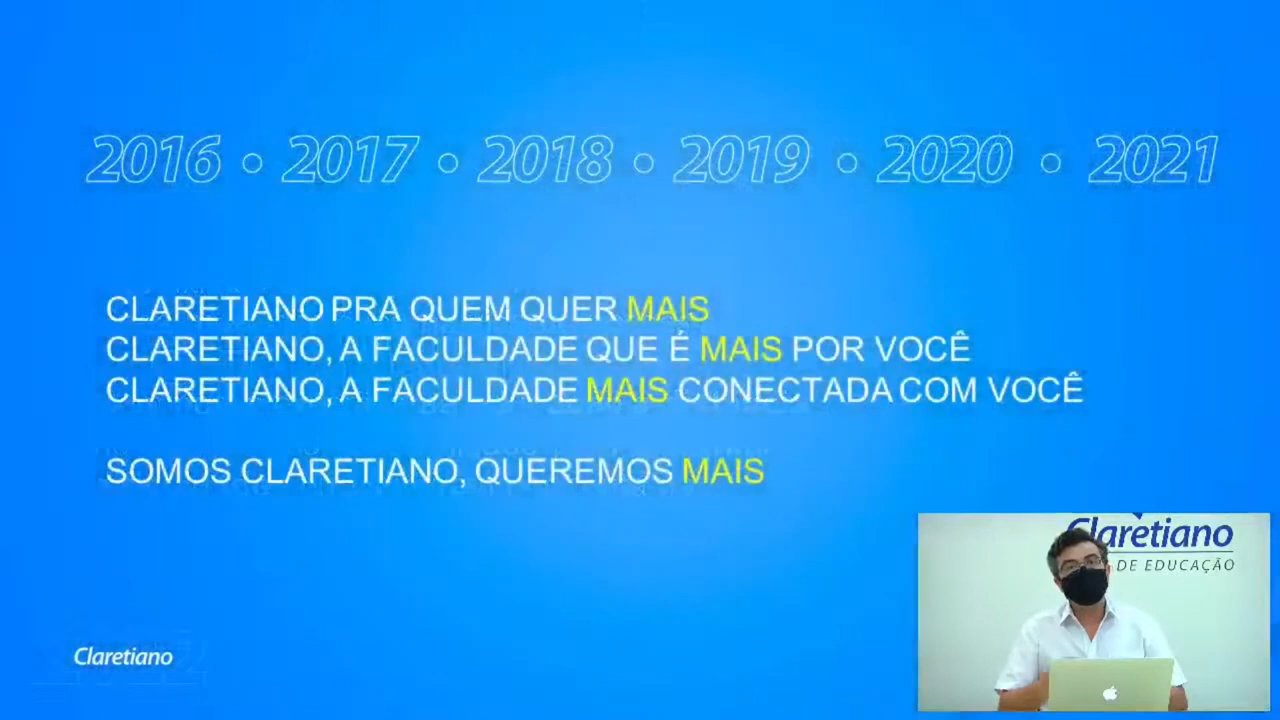 2016 • 2017 • 2018 • 2019 • 2020 • 2021
CLARETIANO PRA QUEM QUER MAIS
CLARETIANO, A FACULDADE QUE É MAIS POR VOCÊ
CLARETIANO, A FACULDADE MAIS CONECTADA COM VOCÊ
SOMOS CLARETIANO, QUEREMOS MAIS
Claretiano
DE EDUCAÇÃO
Claretiano